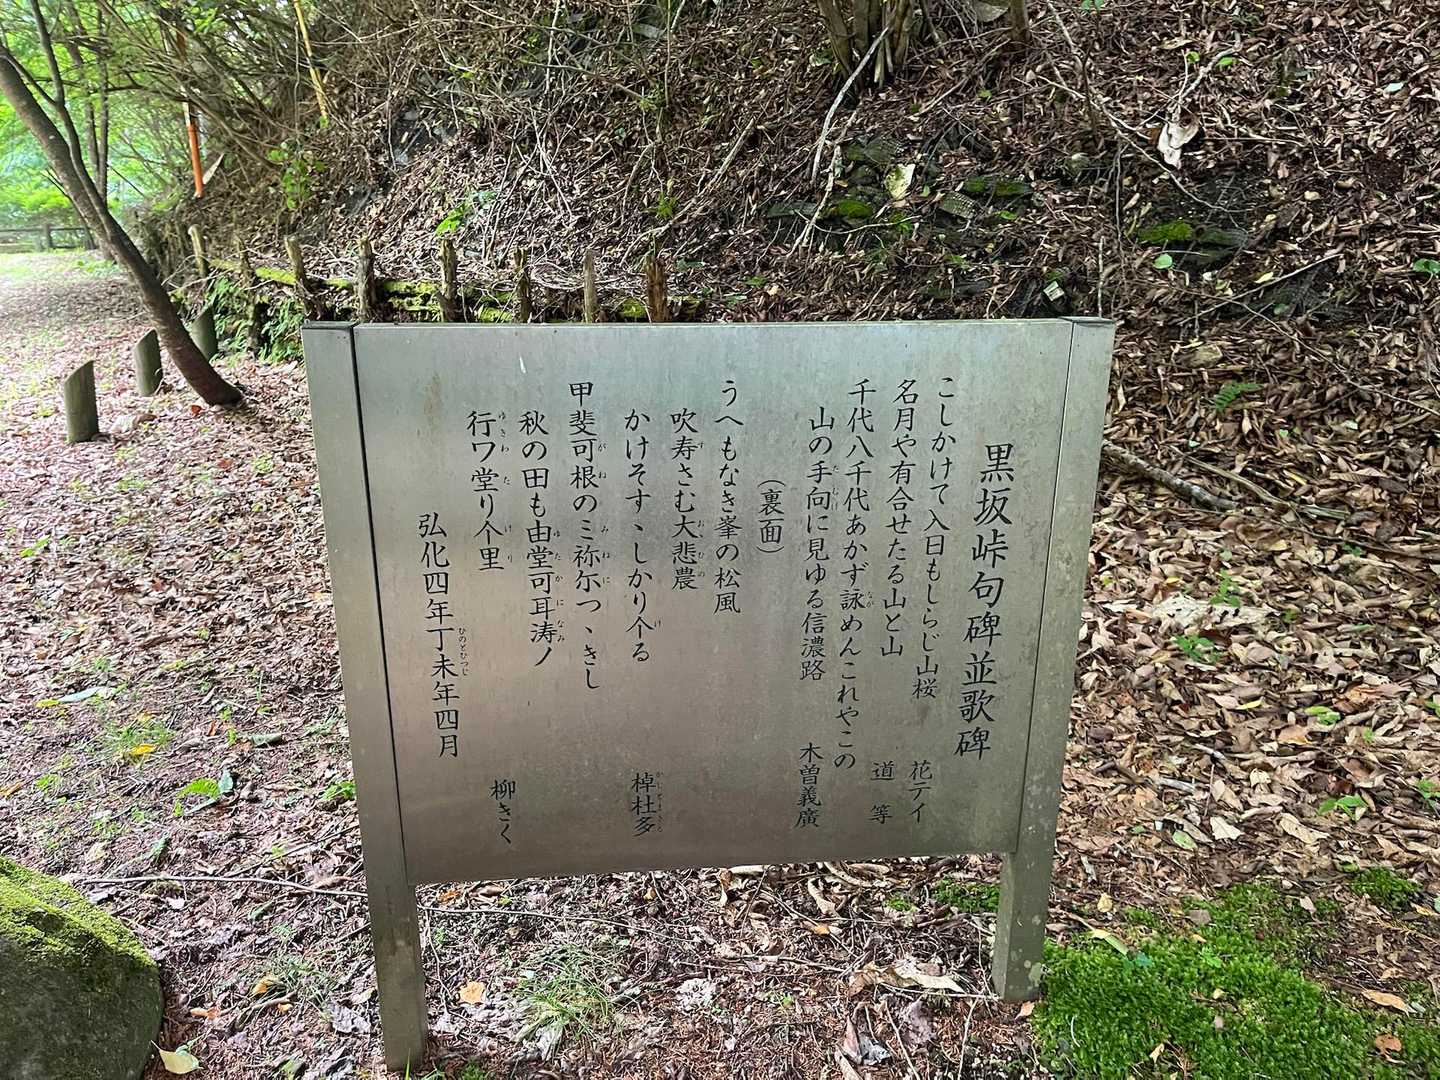 黒坂峠句碑並歌碑
こしかけて入日もしらじ山桜　花テイ
名月や有合せたる山と山　道等
千代八千代あかず詠めんこれやこの
山の手向に見ゆる信濃路　木曽義廣
（裏面）
うへもなき峯の松風
吹寿さむ大悲農
かけそすゝしかり个る　棹杜多
甲斐可根のミ祢尓つゝきし
秋の田も由堂可耳涛ノ
行ワ堂り个里　柳きく
弘化四年丁未年四月